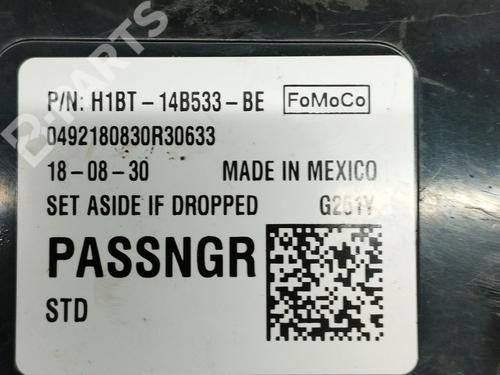 P/N: H1BT-14B533-BE FoMoCo
0492180830R30633
18-08-30 MADE IN MEXICO
SET ASIDE IF DROPPED G251Y
PASSNGR
STD